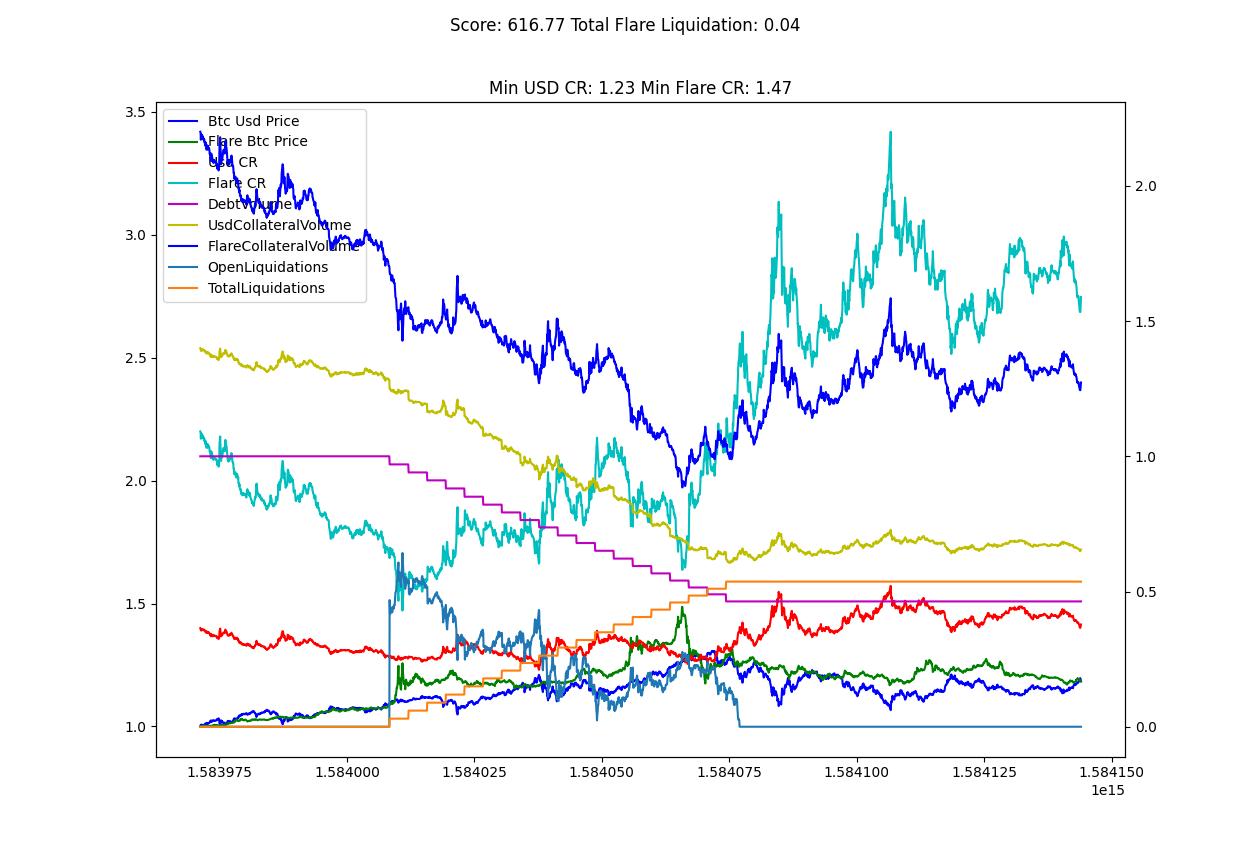 Score: 616.77 Total Flare Liquidation: 0.04
Min USD CR: 1.23 Min Flare CR: 1.47
Btc Usd Price
Flare Btc Price
Usd CR
Flare CR
DebtVolume
UsdCollateralVolume
FlareCollateralVolume
OpenLiquidations
TotalLiquidations
3.5
3.0
2.5
2.0
1.5
1.0
2.0
1.5
1.0
0.5
0.0
1.583975 1.584000 1.584025 1.584050 1.584075 1.584100 1.584125 1.584150
1e15